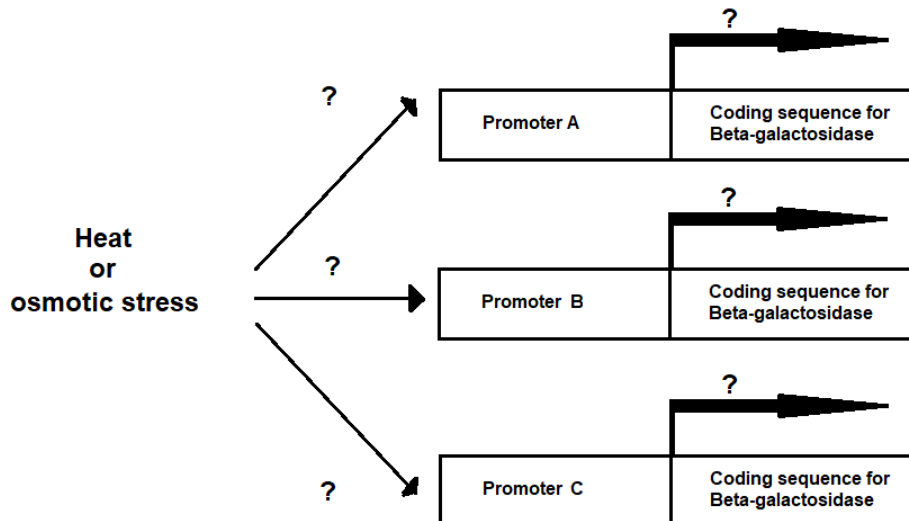 ?
?
Promoter A
Coding sequence for
Beta-galactosidase
?
Heat
or
osmotic stress
?
Promoter B
Coding sequence for
Beta-galactosidase
?
?
Promoter C
Coding sequence for
Beta-galactosidase